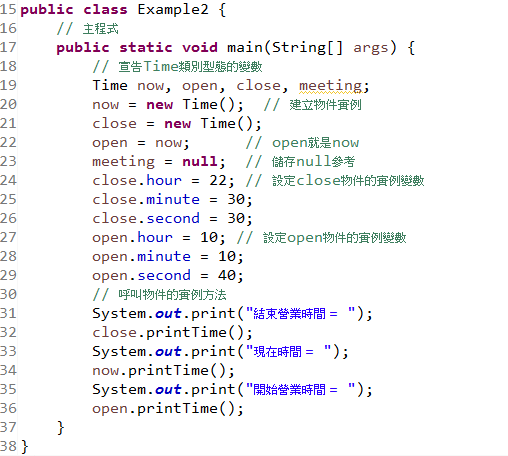 15 public class Example2 {
16 // 主程式
17 public static void main(String[] args) {
18 // 宣告Time類別型態的變數
19 Time now, open, close, meeting;
20 now = new Time(); // 建立物件實例
21 close = new Time();
22 open = now; // open就是now
23 meeting = null; // 儲存null參考
24 close.hour = 22; // 設定close物件的實例變數
25 close.minute = 30;
26 close.second = 30;
27 open.hour = 10; // 設定open物件的實例變數
28 open.minute = 10;
29 open.second = 40;
30 // 呼叫物件的實例方法
31 System.out.print("結束營業時間 = ");
32 close.printTime();
33 System.out.print("現在時間 = ");
34 now.printTime();
35 System.out.print("開始營業時間 = ");
36 open.printTime();
37 }
38 }